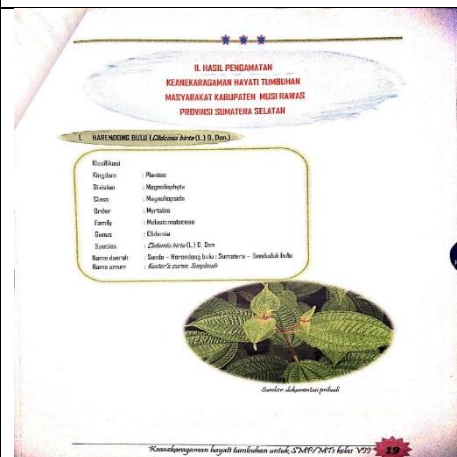 II. HASIL PENGAMATAN
KEANEKARAGAMAN HAYATI TUMBUHAN
MASYARAKAT KABUPATEN MUSI RAWAS
PROVINSI SUMATERA SELATAN
1. HARENDONG BULU (Clidemia hirta (L.) D. Don.)
Klasifikasi
Kingdom : Plantae
Division : Magnoliophyta
Class : Magnoliopsida
Order : Myrtales
Family : Melastomataceae
Genus : Clidemia
Species : Clidemia hirta (L.) D. Don
Nama daerah : Sunda – Harendong bulu; Sumatera – Senduduk bulu
Nama umum : Koster's curse,
Sumber: dokumentasi pribadi
Keanekaragaman hayati tumbuhan untuk SMP/MTs kelas VII 19